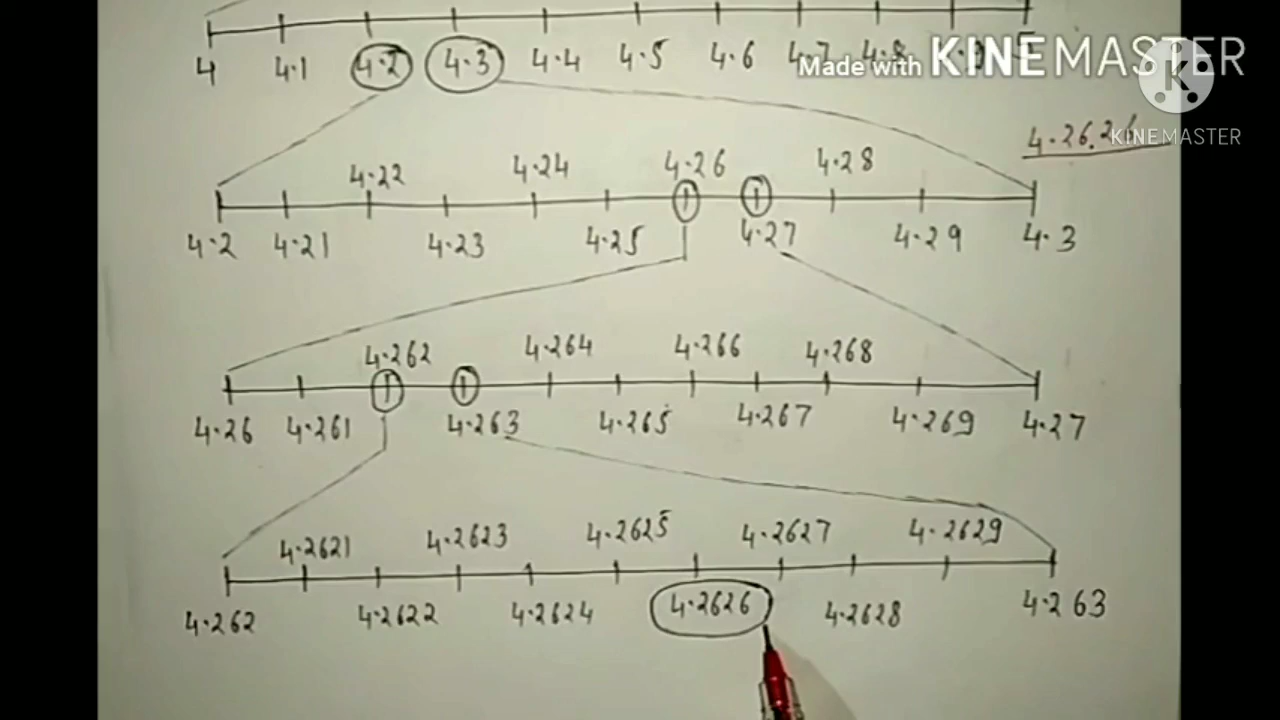 4 4.1 4.2 4.3 4.4 4.5 4.6 4.7 4.8 4.9 5
Made with KINEMASTER
K
KINEMASTER
4.2626
4.22 4.24 4.26 4.28
4.2 4.21 4.23 4.25 4.27 4.29 4.3
4.262 4.264 4.266 4.268
4.26 4.261 4.263 4.265 4.267 4.269 4.27
4.2621 4.2623 4.2625 4.2627 4.2629
4.262 4.2622 4.2624 4.2626 4.2628 4.263